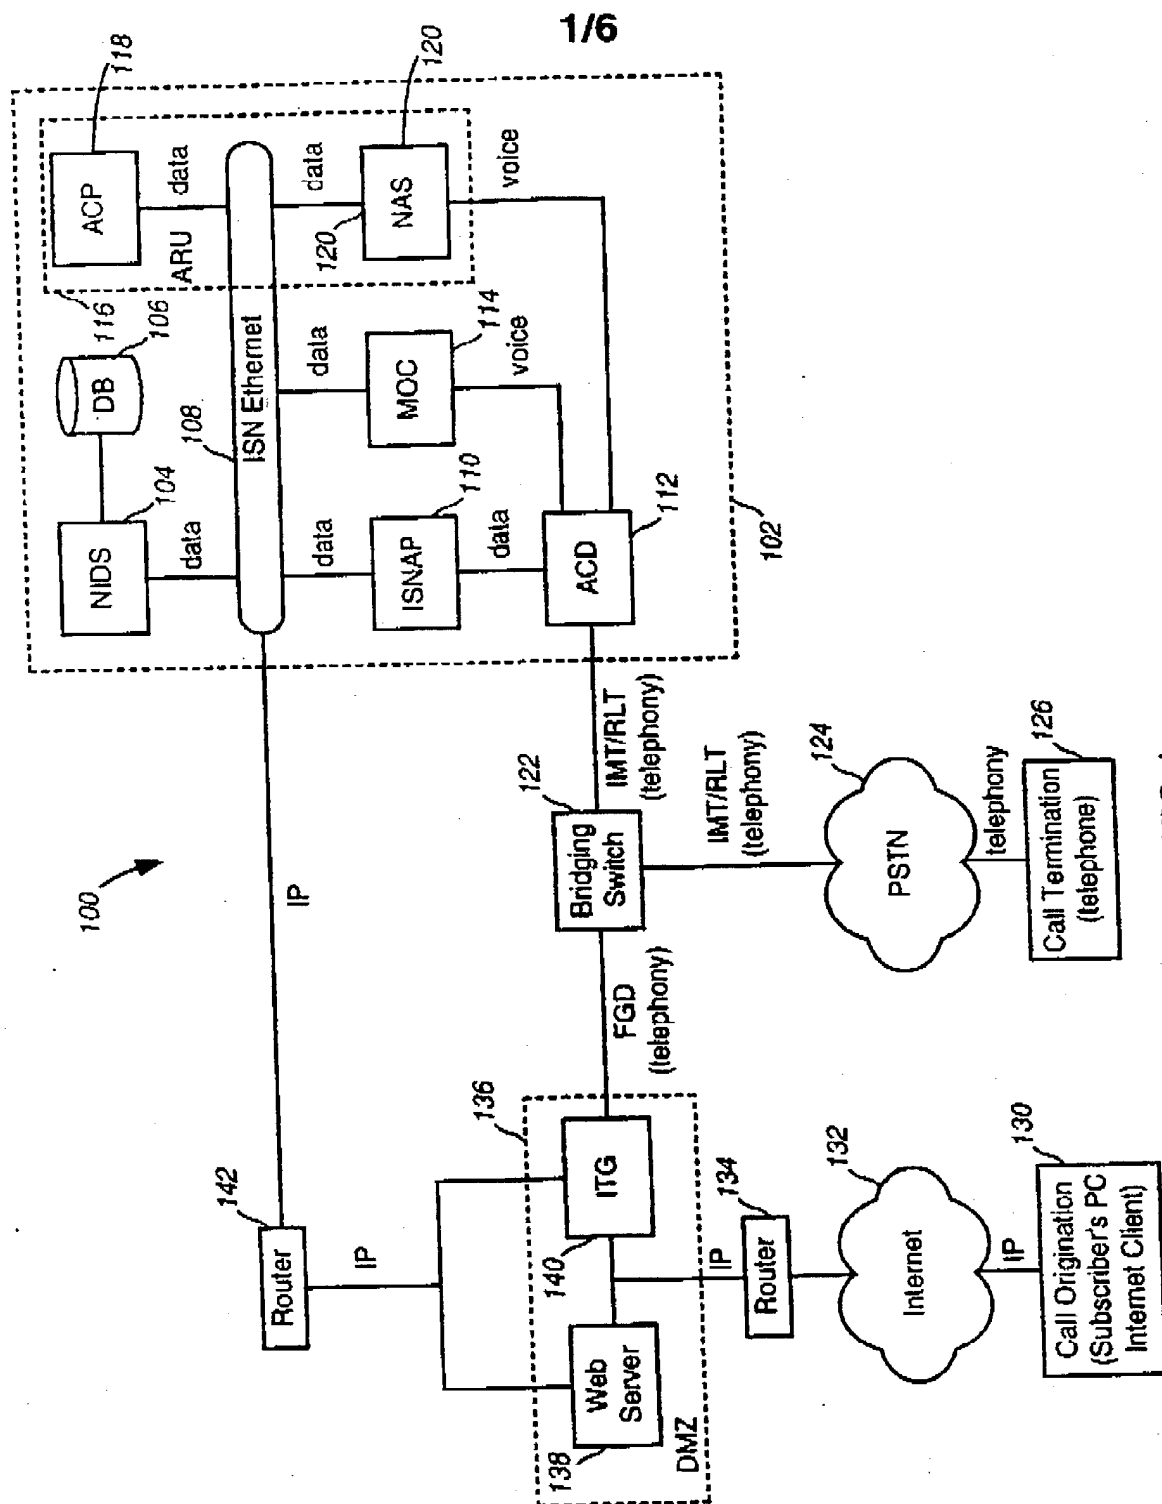 1/6
100
142
Router
IP
IP
136
140
ITG
Web
Server
138
DMZ
IP
134
Router
132
Internet
IP
130
Call Origination
(Subscriber's PC
Internet Client)
FGD
(telephony)
122
Bridging
Switch
IMT/RLT
(telephony)
IMT/RLT
(telephony)
124
PSTN
telephony
126
Call Termination
(telephone)
102
NIDS
104
DB
106
116
ACP
118
data
data
ARU
108
ISN Ethernet
data
data
data
120
120
NAS
ISNAP
110
MOC
114
voice
voice
data
ACD
112